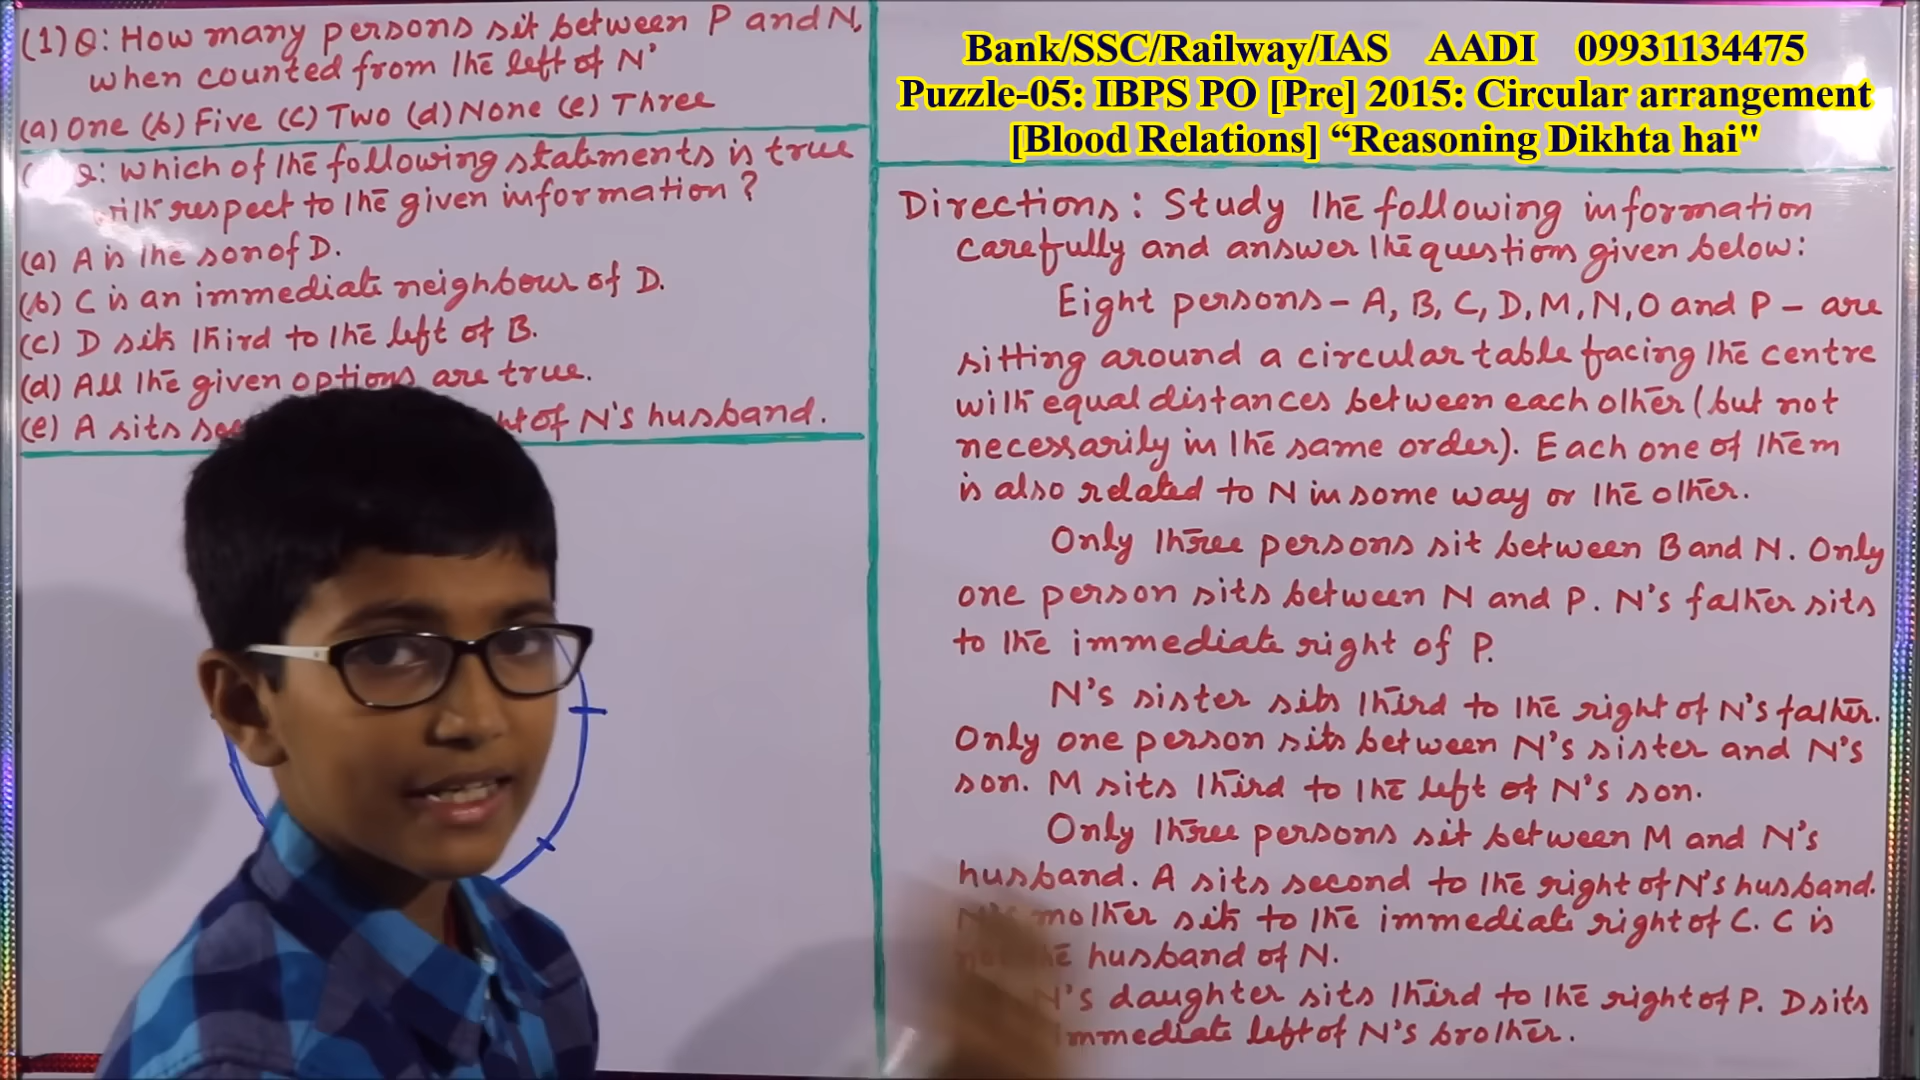 (1) Q: How many persons sit between P and N,
when counted from the left of N?
(a) One (b) Five (c) Two (d) None (e) Three
Q: Which of the following statements is true
with respect to the given information?
(a) A is the son of D.
(b) C is an immediate neighbour of D.
(c) D sits third to the left of B.
(d) All the given options are true.
(e) A sits of N's husband.
Bank/SSC/Railway/IAS AADI 09931134475
Puzzle-05: IBPS PO [Pre] 2015: Circular arrangement
[Blood Relations] “Reasoning Dikhta hai"
Directions: Study the following information
carefully and answer the questions given below:
Eight persons - A, B, C, D, M, N, O and P - are
sitting around a circular table facing the centre
with equal distances between each other (but not
necessarily in the same order). Each one of them
is also related to N in some way or the other.
Only three persons sit between B and N. Only
one person sits between N and P. N's father sits
to the immediate right of P.
N's sister sits third to the right of N's father.
Only one person sits between N's sister and N's
son. M sits third to the left of N's son.
Only three persons sit between M and N's
husband. A sits second to the right of N's husband.
mother sits to the immediate right of C. C is
husband of N.
N's daughter sits third to the right of P. D sits
immediate left of N's brother.